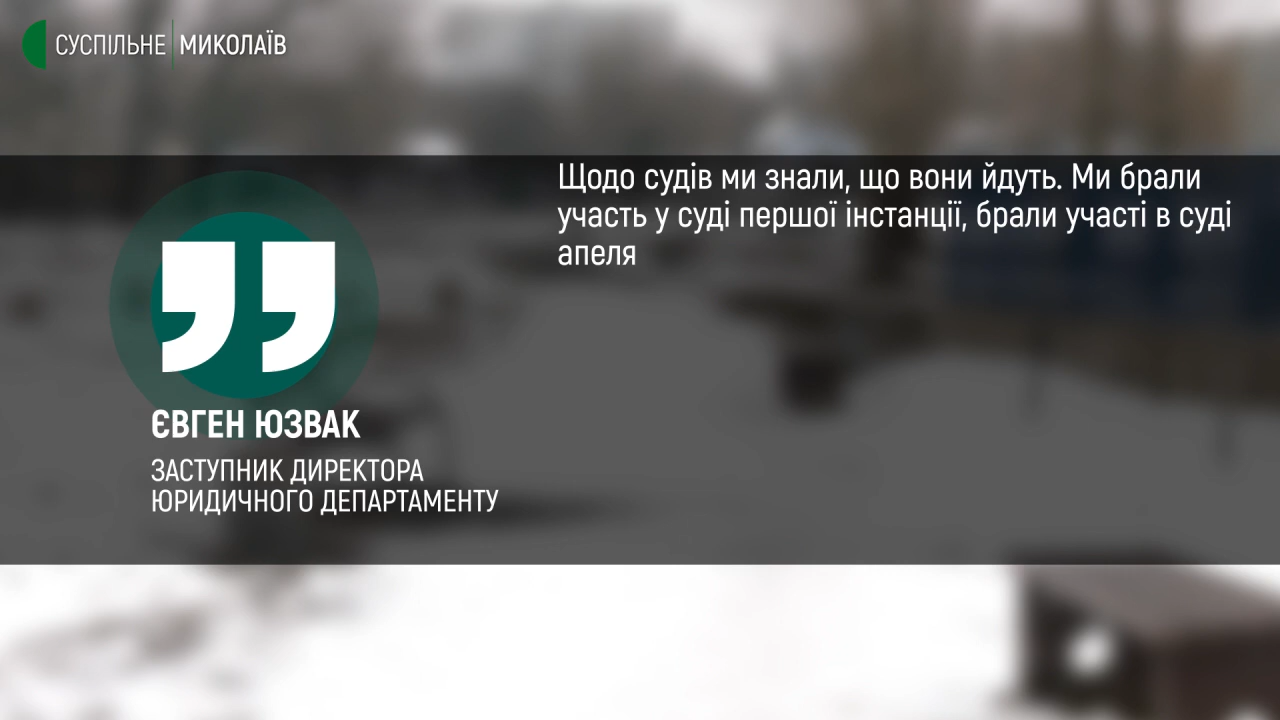 СУСПІЛЬНЕ МИКОЛАЇВ
Щодо судів ми знали, що вони йдуть. Ми брали
участь у суді першої інстанції, брали участі в суді
апеля
ЄВГЕН ЮЗВАК
ЗАСТУПНИК ДИРЕКТОРА
ЮРИДИЧНОГО ДЕПАРТАМЕНТУ